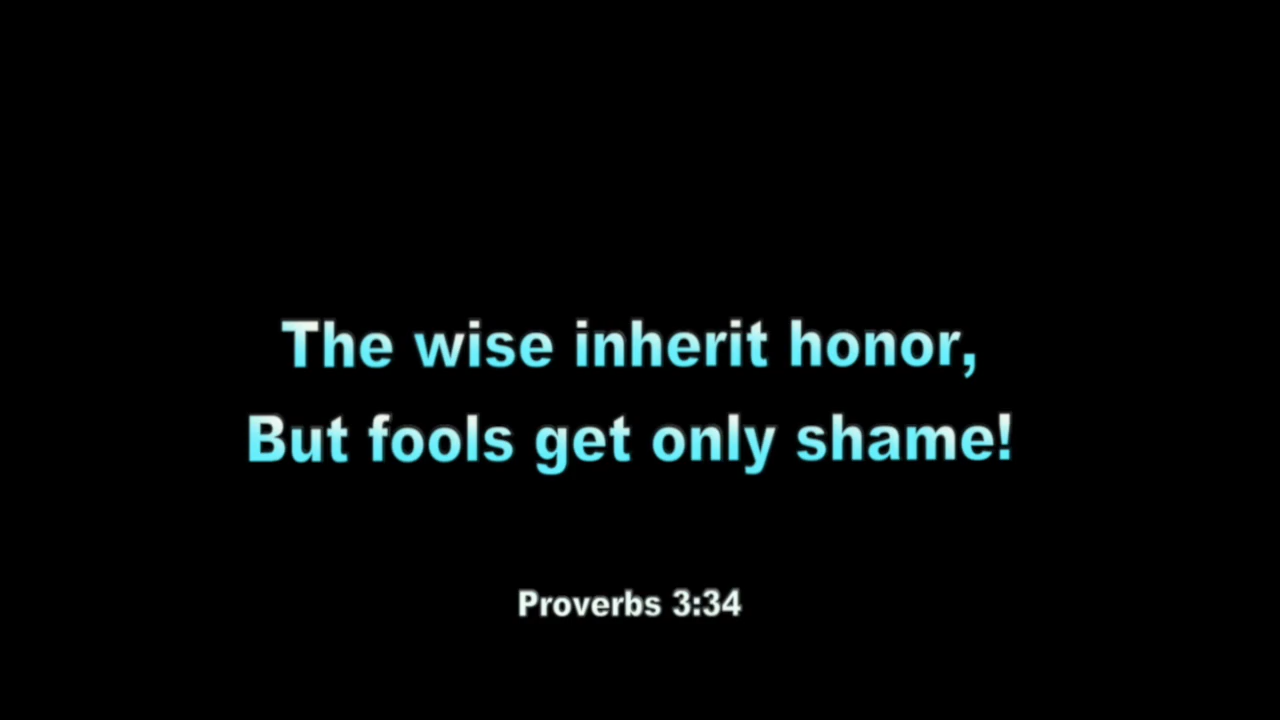 The wise inherit honor,
But fools get only shame!
Proverbs 3:34